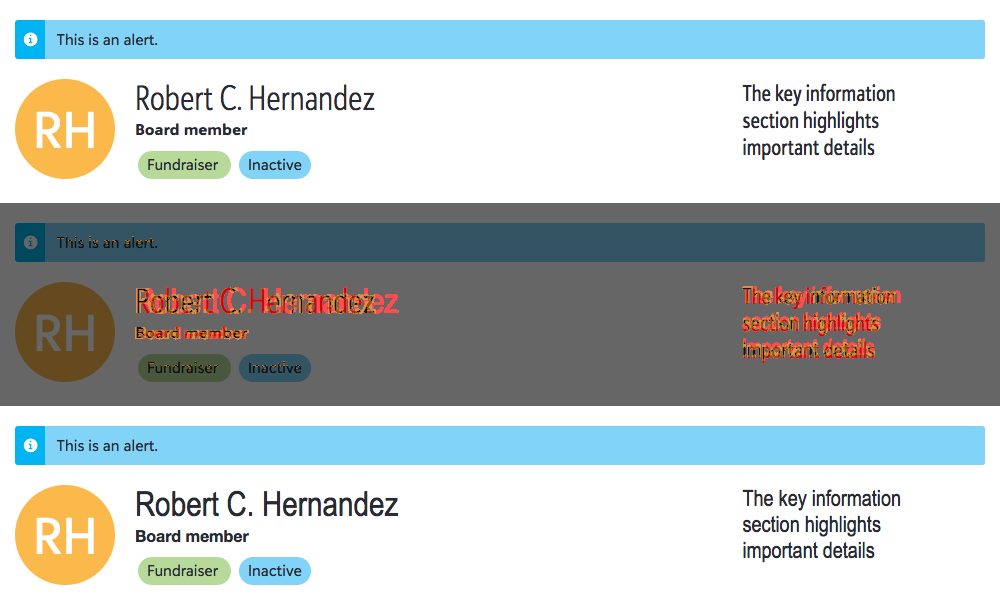 This is an alert.
RH
Robert C. Hernandez
Board member
Fundraiser
Inactive
The key information
section highlights
important details
This is an alert.
RH
Robert C. Hernandez
Board member
Fundraiser
Inactive
The key information
section highlights
important details
This is an alert.
RH
Robert C. Hernandez
Board member
Fundraiser
Inactive
The key information
section highlights
important details